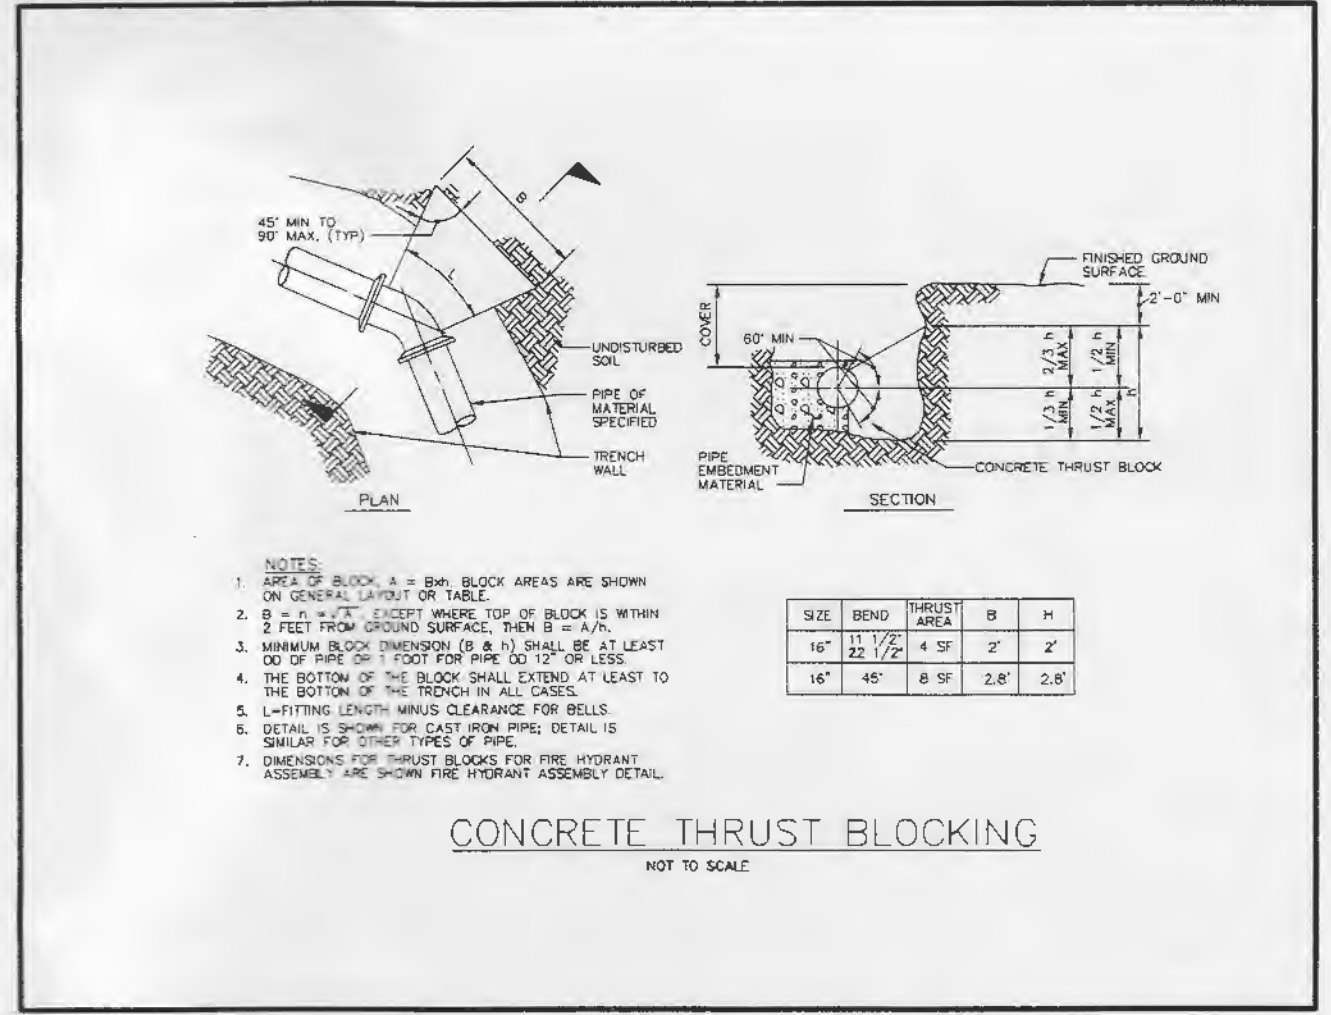 B
45° MIN TO
90° MAX. (TYP)
L
UNDISTURBED
SOIL
PIPE OF
MATERIAL
SPECIFIED
TRENCH
WALL
PLAN
FINISHED GROUND
SURFACE
2'-0" MIN
COVER
60° MIN
2/3 h
MAX
1/2 h
MIN
h
1/3 h
MIN
1/2 h
MAX
PIPE
EMBEDMENT
MATERIAL
CONCRETE THRUST BLOCK
SECTION
NOTES:
1. AREA OF BLOCK, A = Bxh. BLOCK AREAS ARE SHOWN
ON GENERAL LAYOUT OR TABLE.
2. B = h = √A, EXCEPT WHERE TOP OF BLOCK IS WITHIN
2 FEET FROM GROUND SURFACE, THEN B = A/h.
3. MINIMUM BLOCK DIMENSION (B & h) SHALL BE AT LEAST
OD OF PIPE OR 1 FOOT FOR PIPE OD 12" OR LESS.
4. THE BOTTOM OF THE BLOCK SHALL EXTEND AT LEAST TO
THE BOTTOM OF THE TRENCH IN ALL CASES.
5. L-FITTING LENGTH MINUS CLEARANCE FOR BELLS.
6. DETAIL IS SHOWN FOR CAST IRON PIPE; DETAIL IS
SIMILAR FOR OTHER TYPES OF PIPE.
7. DIMENSIONS FOR THRUST BLOCKS FOR FIRE HYDRANT
ASSEMBLY ARE SHOWN FIRE HYDRANT ASSEMBLY DETAIL.
SIZE BEND THRUST AREA B H
16" 11 1/2° 22 1/2° 4 SF 2' 2'
16" 45° 8 SF 2.8' 2.8'
CONCRETE THRUST BLOCKING
NOT TO SCALE